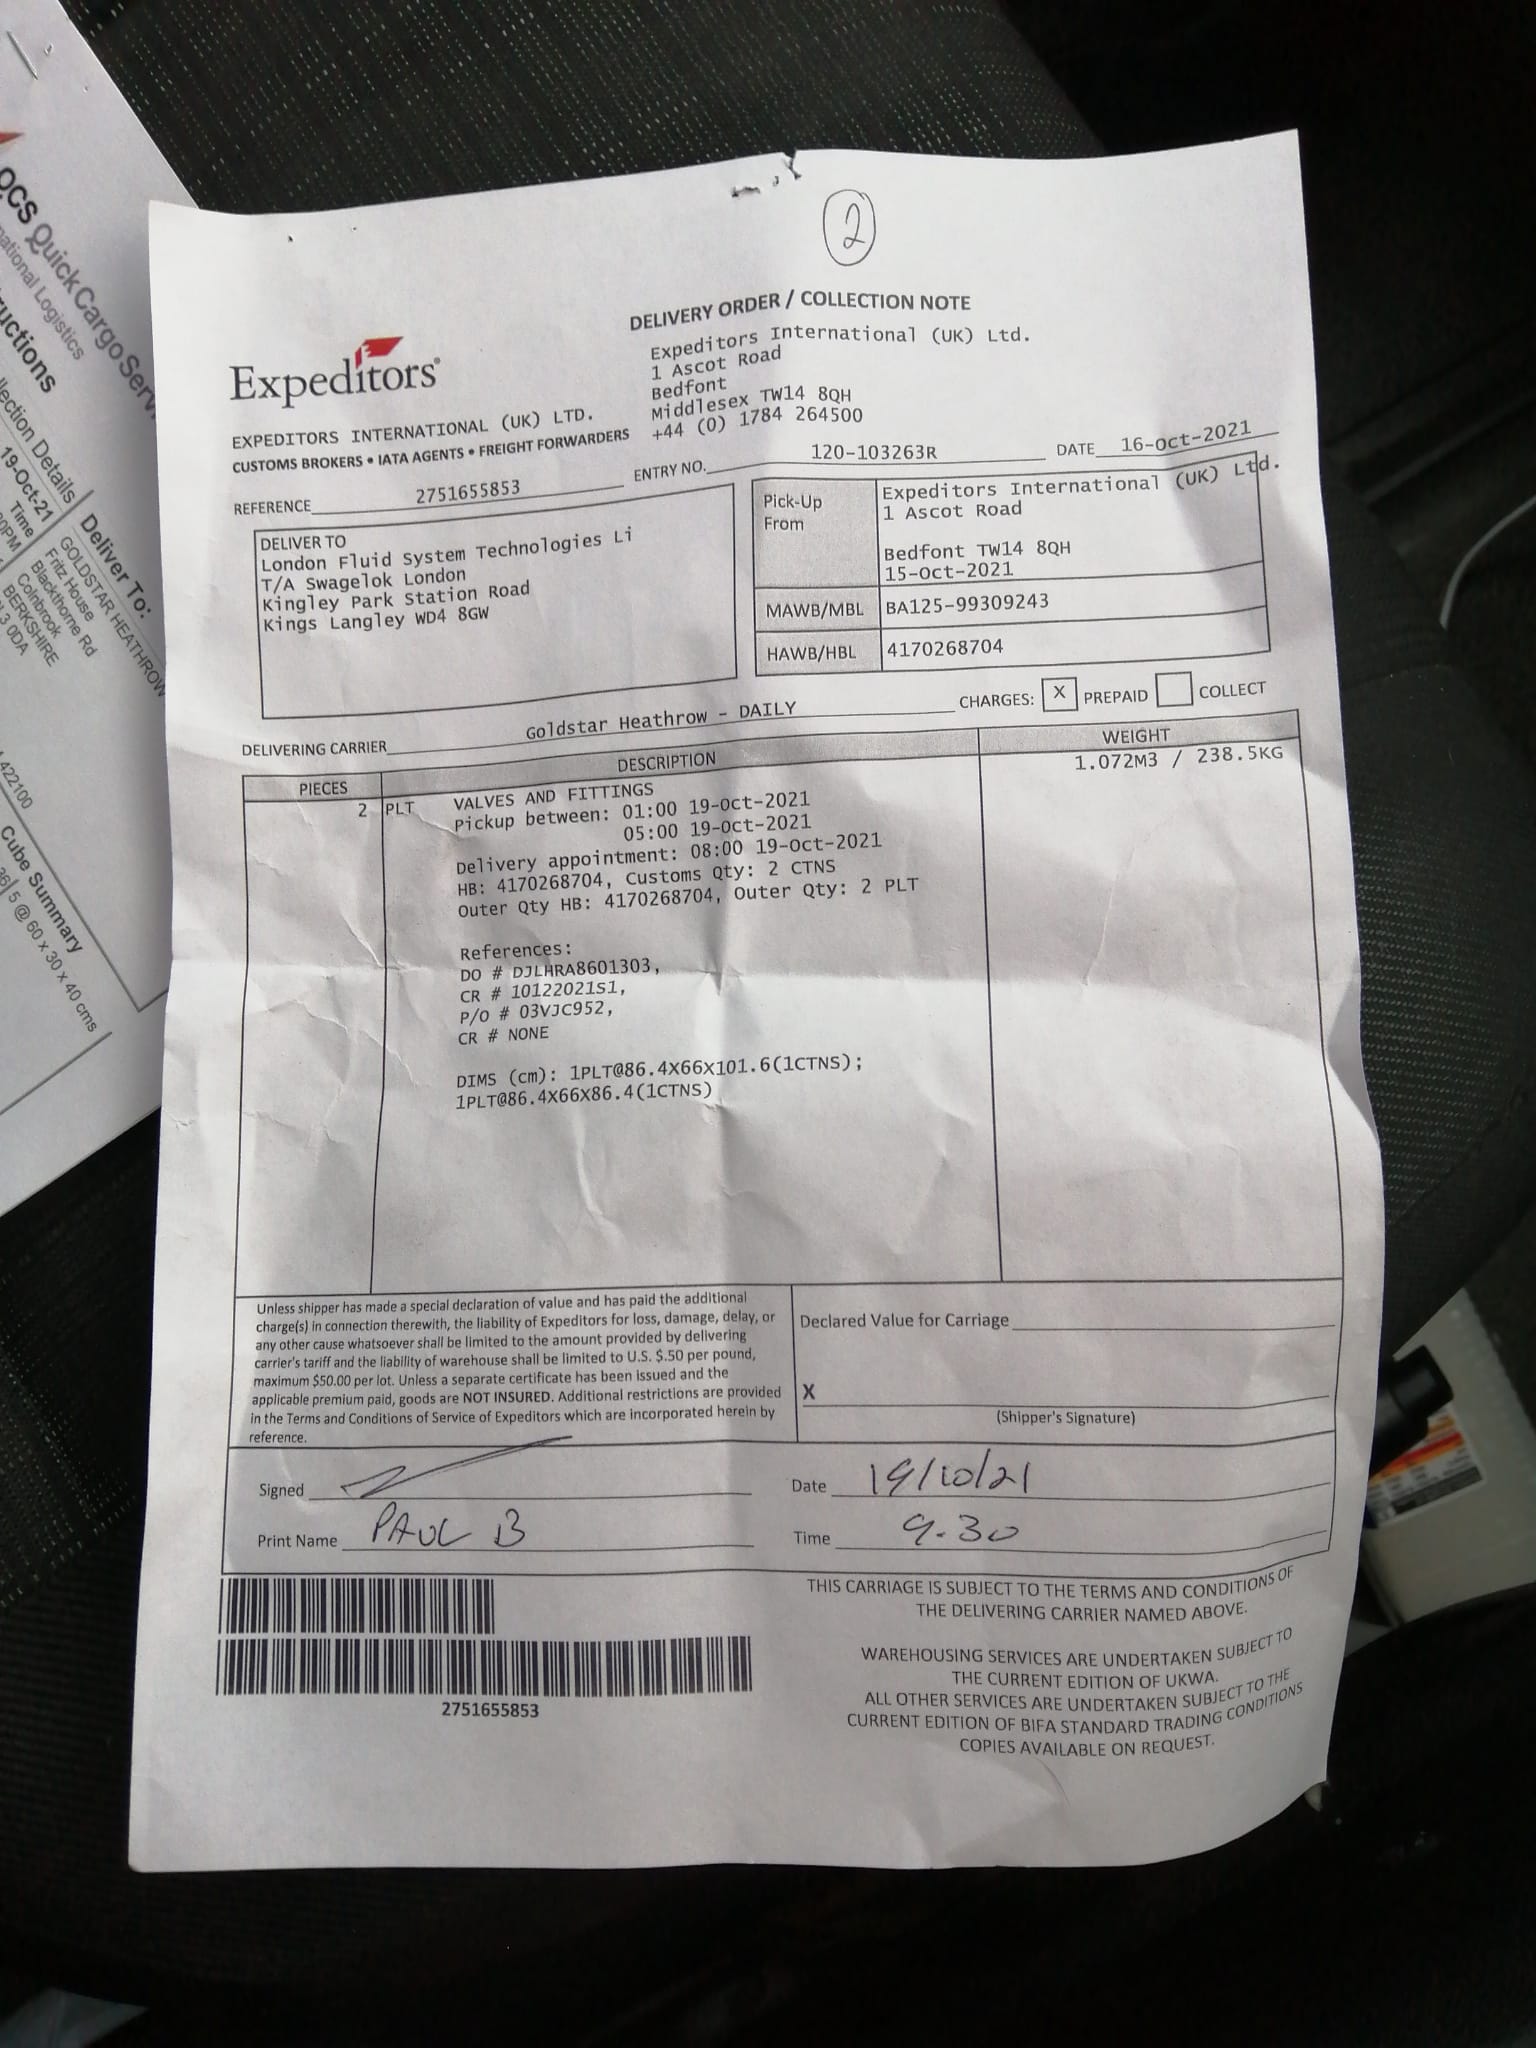 QCS Quick Cargo Serv
national Logistics
ructions
llection Details
19-Oct-21
Time
Deliver To:
GOLDSTAR HEATHROW
Fritz House
Blackthorne Rd
Colnbrook
BERKSHIRE
0DA
422100
Cube Summary
5 @ 60 x 30 x 40 cms
2
DELIVERY ORDER / COLLECTION NOTE
Expeditors International (UK) Ltd.
1 Ascot Road
Bedfont
Middlesex TW14 8QH
+44 (0) 1784 264500
Expeditors
EXPEDITORS INTERNATIONAL (UK) LTD.
CUSTOMS BROKERS • IATA AGENTS • FREIGHT FORWARDERS
REFERENCE 2751655853 ENTRY NO. 120-103263R DATE 16-Oct-2021
DELIVER TO
London Fluid System Technologies Li
T/A Swagelok London
Kingley Park Station Road
Kings Langley WD4 8GW
Pick-Up From
Expeditors International (UK) Ltd.
1 Ascot Road
Bedfont TW14 8QH
15-Oct-2021
MAWB/MBL BA125-99309243
HAWB/HBL 4170268704
DELIVERING CARRIER Goldstar Heathrow - DAILY CHARGES: X PREPAID COLLECT
PIECES DESCRIPTION WEIGHT
2 PLT VALVES AND FITTINGS 1.072M3 / 238.5KG
Pickup between: 01:00 19-Oct-2021
05:00 19-Oct-2021
Delivery appointment: 08:00 19-Oct-2021
HB: 4170268704, Customs Qty: 2 CTNS
Outer Qty HB: 4170268704, Outer Qty: 2 PLT
References:
DO # DJLHRA8601303,
CR # 10122021S1,
P/O # 03VJC952,
CR # NONE
DIMS (cm): 1PLT@86.4X66X101.6(1CTNS);
1PLT@86.4X66X86.4(1CTNS)
Unless shipper has made a special declaration of value and has paid the additional
charge(s) in connection therewith, the liability of Expeditors for loss, damage, delay, or
any other cause whatsoever shall be limited to the amount provided by delivering
carrier's tariff and the liability of warehouse shall be limited to U.S. $.50 per pound,
maximum $50.00 per lot. Unless a separate certificate has been issued and the
applicable premium paid, goods are NOT INSURED. Additional restrictions are provided
in the Terms and Conditions of Service of Expeditors which are incorporated herein by
reference.
Declared Value for Carriage
X
(Shipper's Signature)
Signed
Date 19/10/21
Print Name PAUL B
Time 9.30
2751655853
THIS CARRIAGE IS SUBJECT TO THE TERMS AND CONDITIONS OF
THE DELIVERING CARRIER NAMED ABOVE.
WAREHOUSING SERVICES ARE UNDERTAKEN SUBJECT TO
THE CURRENT EDITION OF UKWA.
ALL OTHER SERVICES ARE UNDERTAKEN SUBJECT TO THE
CURRENT EDITION OF BIFA STANDARD TRADING CONDITIONS
COPIES AVAILABLE ON REQUEST.